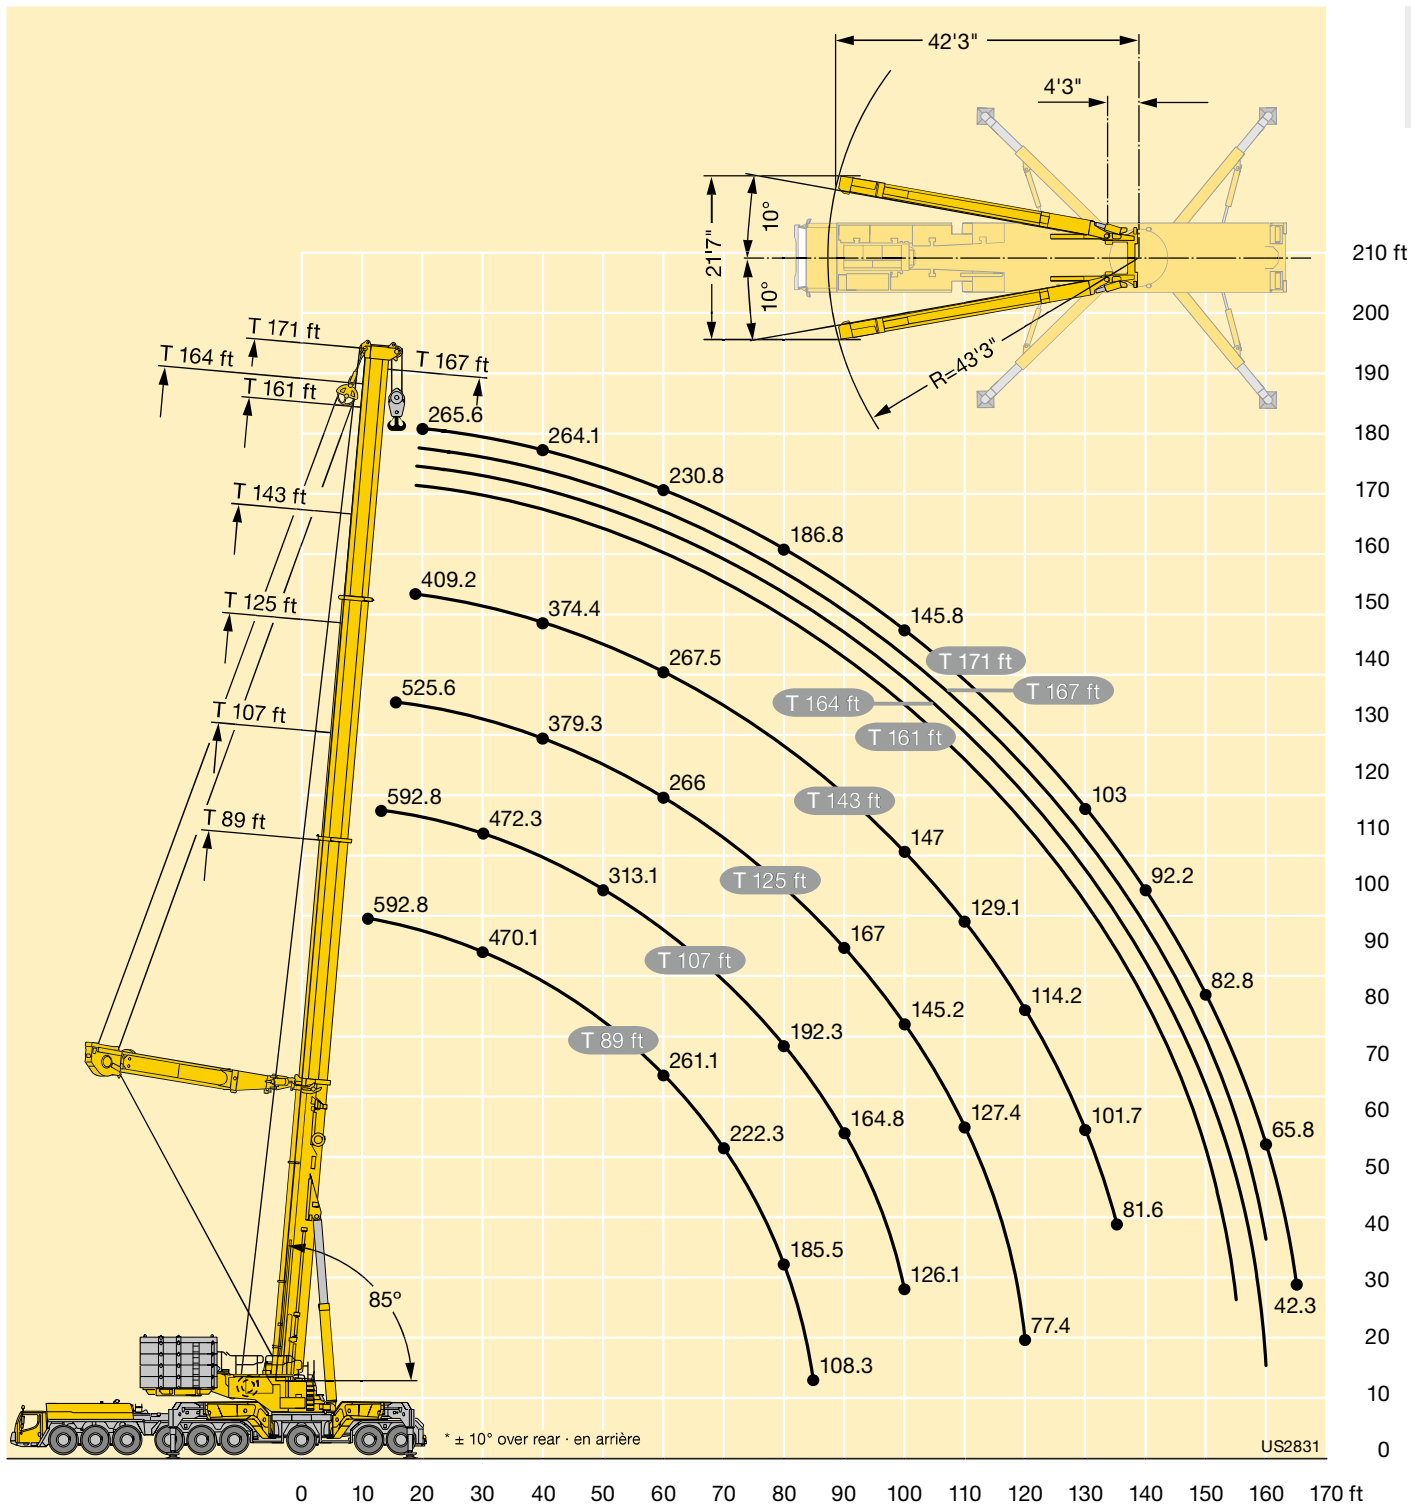 42'3"
4'3"
21'7"
10°
10°
R=43'3"
210 ft
200
190
180
170
160
150
140
130
120
110
100
90
80
70
60
50
40
30
20
10
0
T 171 ft
T 164 ft
T 167 ft
T 161 ft
T 143 ft
T 125 ft
T 107 ft
T 89 ft
265.6
264.1
230.8
186.8
145.8
103
92.2
82.8
65.8
42.3
T 171 ft
T 167 ft
T 164 ft
T 161 ft
409.2
374.4
267.5
T 143 ft
147
129.1
114.2
101.7
81.6
525.6
379.3
266
T 125 ft
167
145.2
127.4
77.4
592.8
472.3
313.1
T 107 ft
192.3
164.8
126.1
592.8
470.1
T 89 ft
261.1
222.3
185.5
108.3
85º
* ± 10° over rear · en arrière
US2831
0 10 20 30 40 50 60 70 80 90 100 110 120 130 140 150 160 170 ft